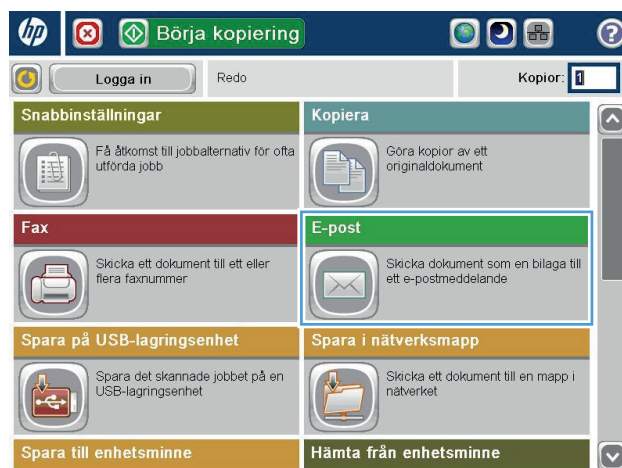 hp
Börja kopiering
?
Logga in
Redo
Kopior: 1
Snabbinställningar
Få åtkomst till jobbalternativ för ofta
utförda jobb
Kopiera
Göra kopior av ett
originaldokument
Fax
Skicka ett dokument till ett eller
flera faxnummer
E-post
Skicka dokument som en bilaga till
ett e-postmeddelande
Spara på USB-lagringsenhet
Spara det skannade jobbet på en
USB-lagringsenhet
Spara i nätverksmapp
Skicka ett dokument till en mapp i
nätverket
Spara till enhetsminne
Hämta från enhetsminne